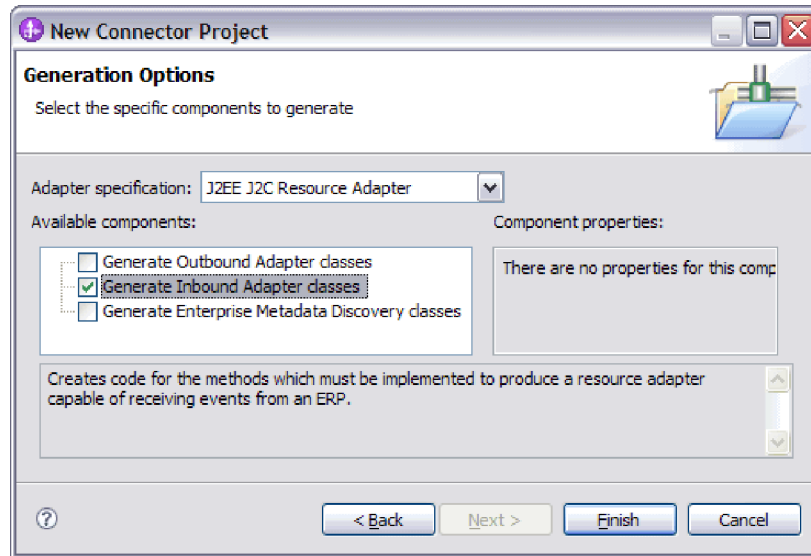 New Connector Project
Generation Options
Select the specific components to generate
Adapter specification: J2EE J2C Resource Adapter
Available components:
Component properties:
Generate Outbound Adapter classes
Generate Inbound Adapter classes
Generate Enterprise Metadata Discovery classes
There are no properties for this comp
Creates code for the methods which must be implemented to produce a resource adapter
capable of receiving events from an ERP.
?
< Back
Next >
Finish
Cancel